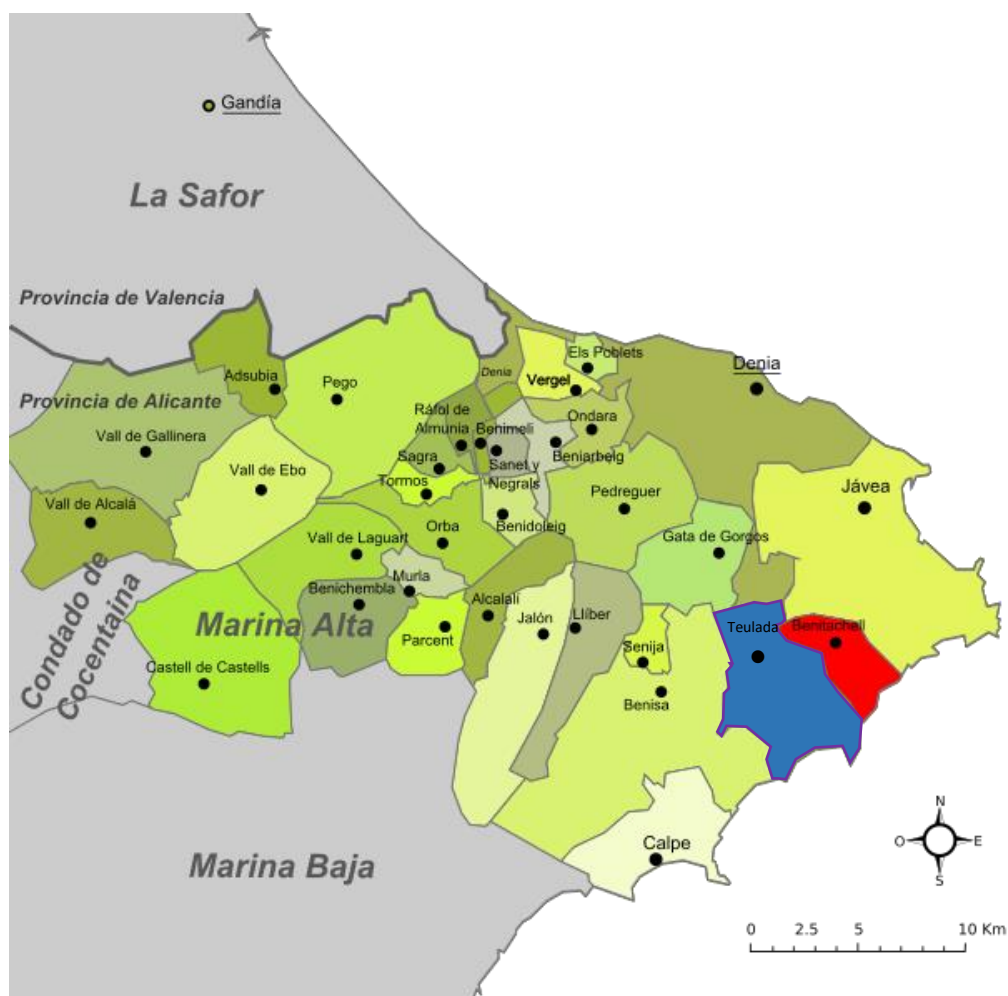 Gandía
La Safor
Provincia de Valencia
Els Poblets
Denia
Denia
Adsubia
Pego
Vergel
Provincia de Alicante
Ráfol de
Almunia
Benimeli
Ondara
Vall de Gallinera
Sagra
Sanet y
Negrals
Beniarbeig
Vall de Ebo
Tormos
Pedreguer
Jávea
Vall de Alcalá
Orba
Benidoleig
Vall de Laguart
Gata de Gorgos
Murla
Benichembla
Condado de
Cocentaina
Marina Alta
Alcalalí
Parcent
Jalón
Llíber
Teulada
Benitachell
Senija
Castell de Castells
Benisa
Calpe
Marina Baja
N
O
E
S
0 2.5 5 10 Km